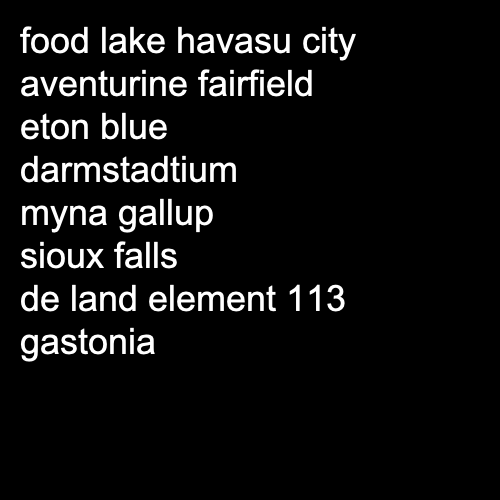 food lake havasu city
aventurine fairfield
eton blue
darmstadtium
myna gallup
sioux falls
de land element 113
gastonia